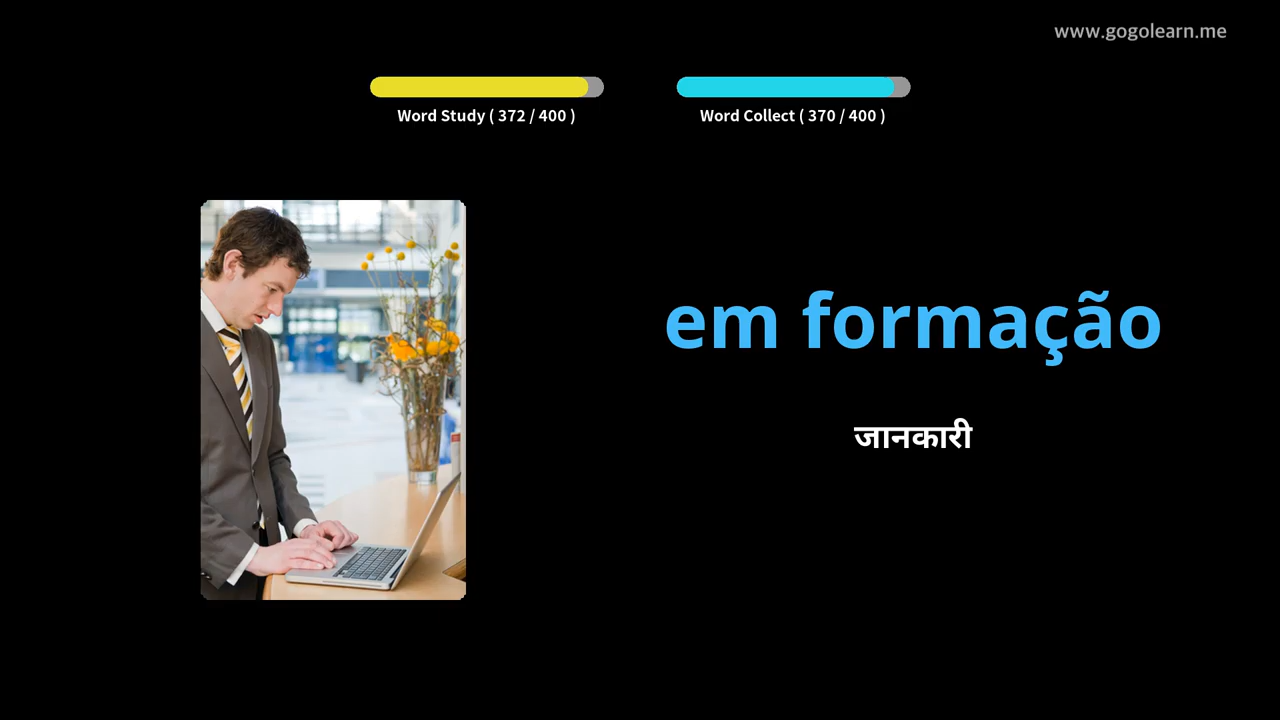 www.gogolearn.me
Word Study ( 372 / 400 )
Word Collect ( 370 / 400 )
em formação
जानकारी